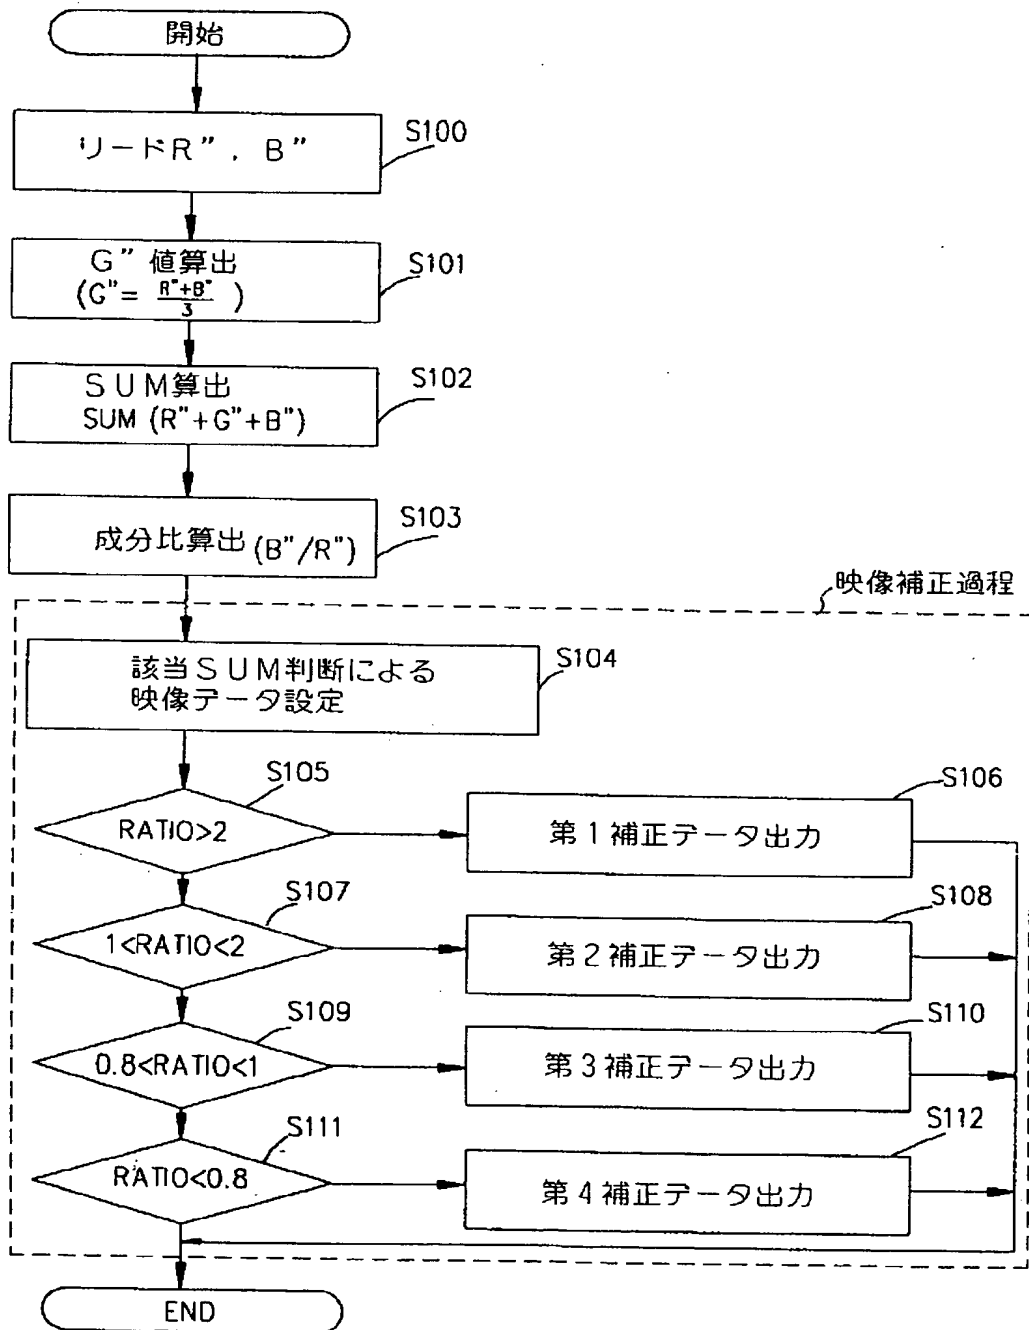 開始
リードR", B"
S100
G" 値算出
(G"= R"+B"/3 )
S101
SUM算出
SUM (R"+G"+B")
S102
成分比算出 (B"/R")
S103
映像補正過程
該当SUM判断による
映像データ設定
S104
RATIO>2
S105
第1補正データ出力
S106
1<RATIO<2
S107
第2補正データ出力
S108
0.8<RATIO<1
S109
第3補正データ出力
S110
RATIO<0.8
S111
第4補正データ出力
S112
END